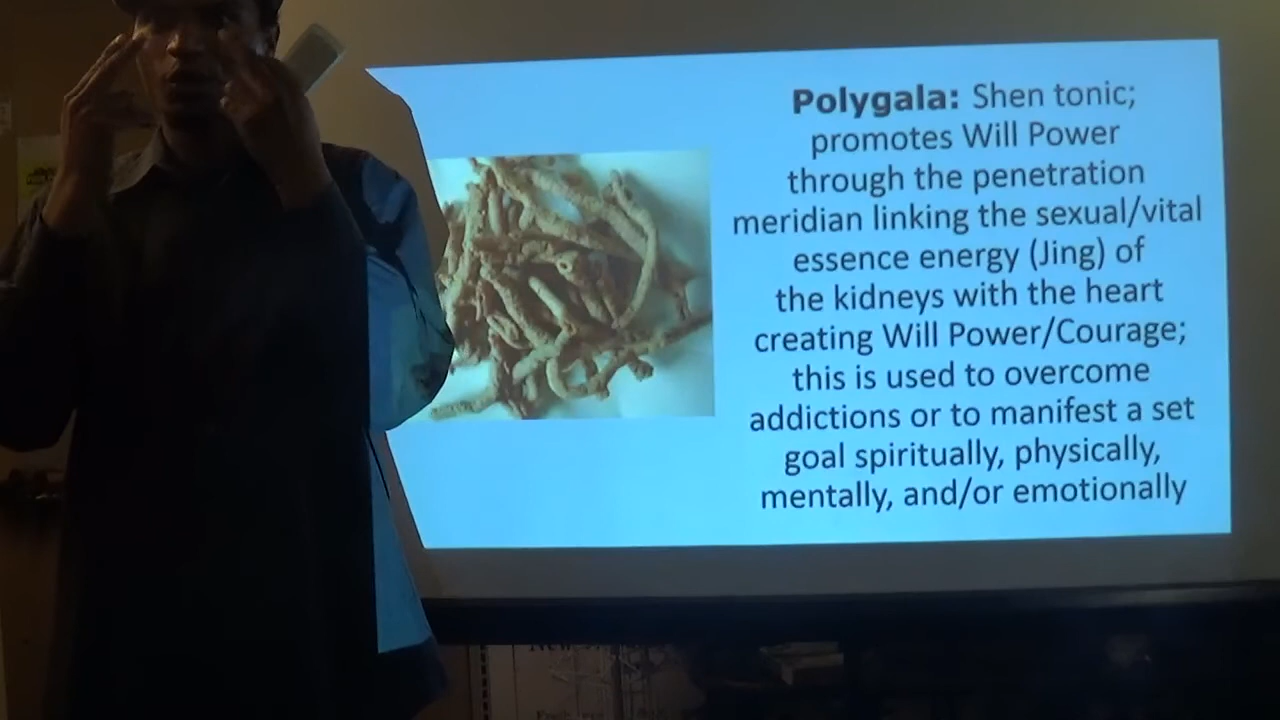 Polygala: Shen tonic;
promotes Will Power
through the penetration
meridian linking the sexual/vital
essence energy (Jing) of
the kidneys with the heart
creating Will Power/Courage;
this is used to overcome
addictions or to manifest a set
goal spiritually, physically,
mentally, and/or emotionally